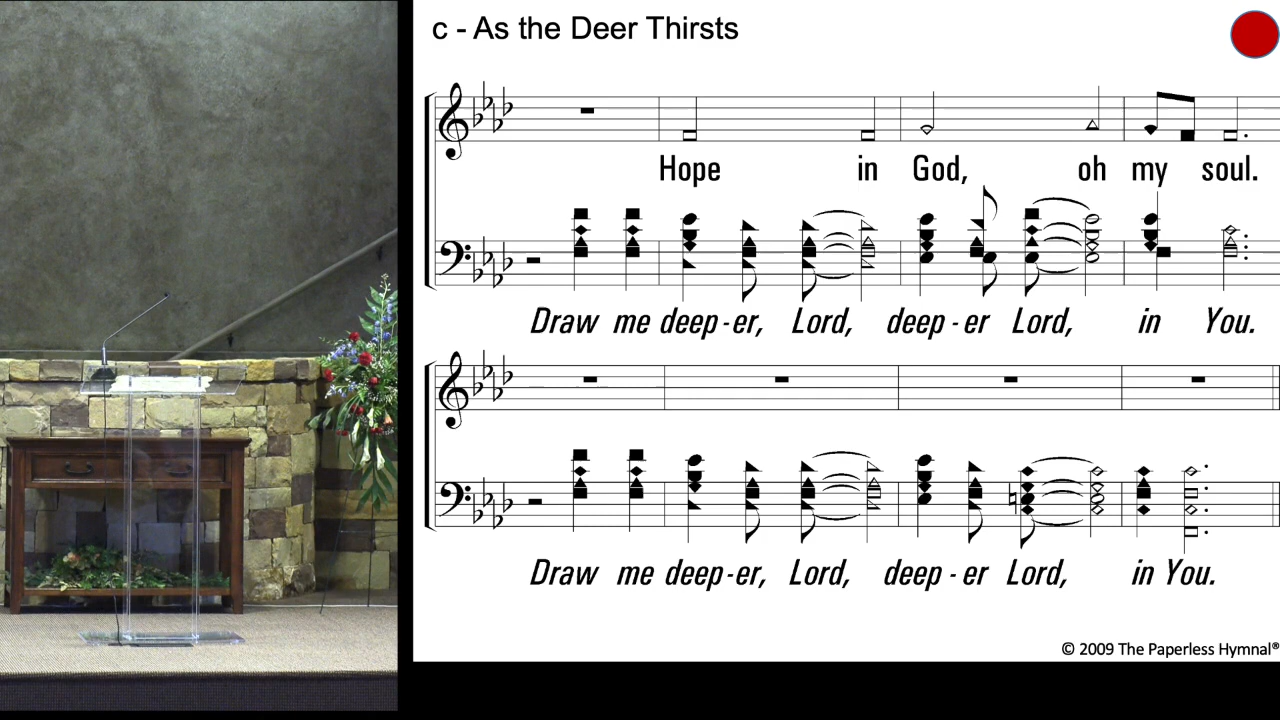 c - As the Deer Thirsts
Hope in God, oh my soul.
Draw me deep-er, Lord, deep-er Lord, in You.
Draw me deep-er, Lord, deep-er Lord, in You.
© 2009 The Paperless Hymnal®